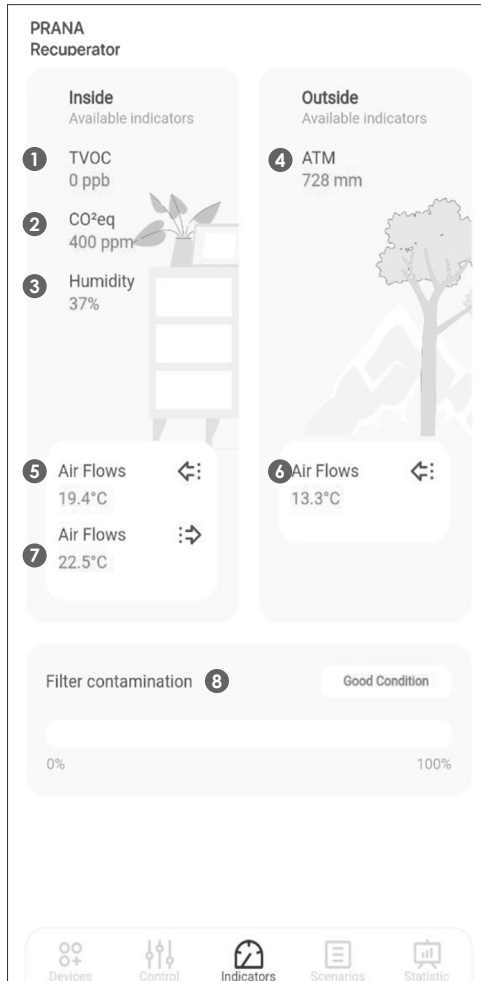 PRANA
Recuperator
Inside
Available indicators
1 TVOC
0 ppb
2 CO²eq
400 ppm
3 Humidity
37%
5 Air Flows
19.4°C
7 Air Flows
22.5°C
Outside
Available indicators
4 ATM
728 mm
6 Air Flows
13.3°C
Filter contamination 8 Good Condition
0% 100%
Devices Control Indicators Scenarios Statistic